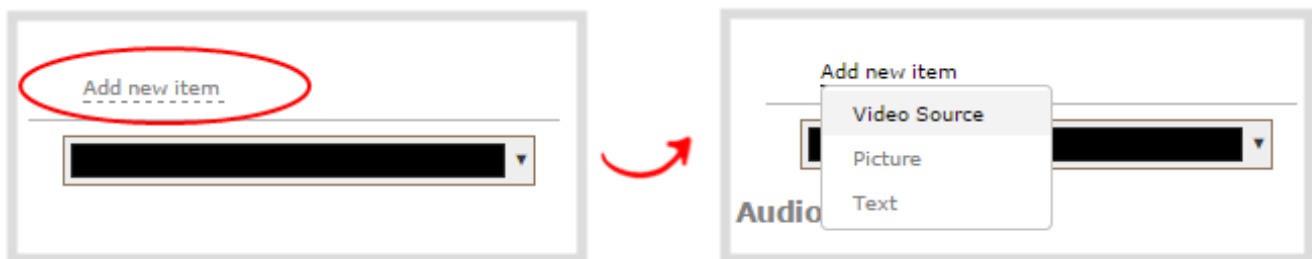 Add new item
Add new item
Video Source
Picture
Text
Audio